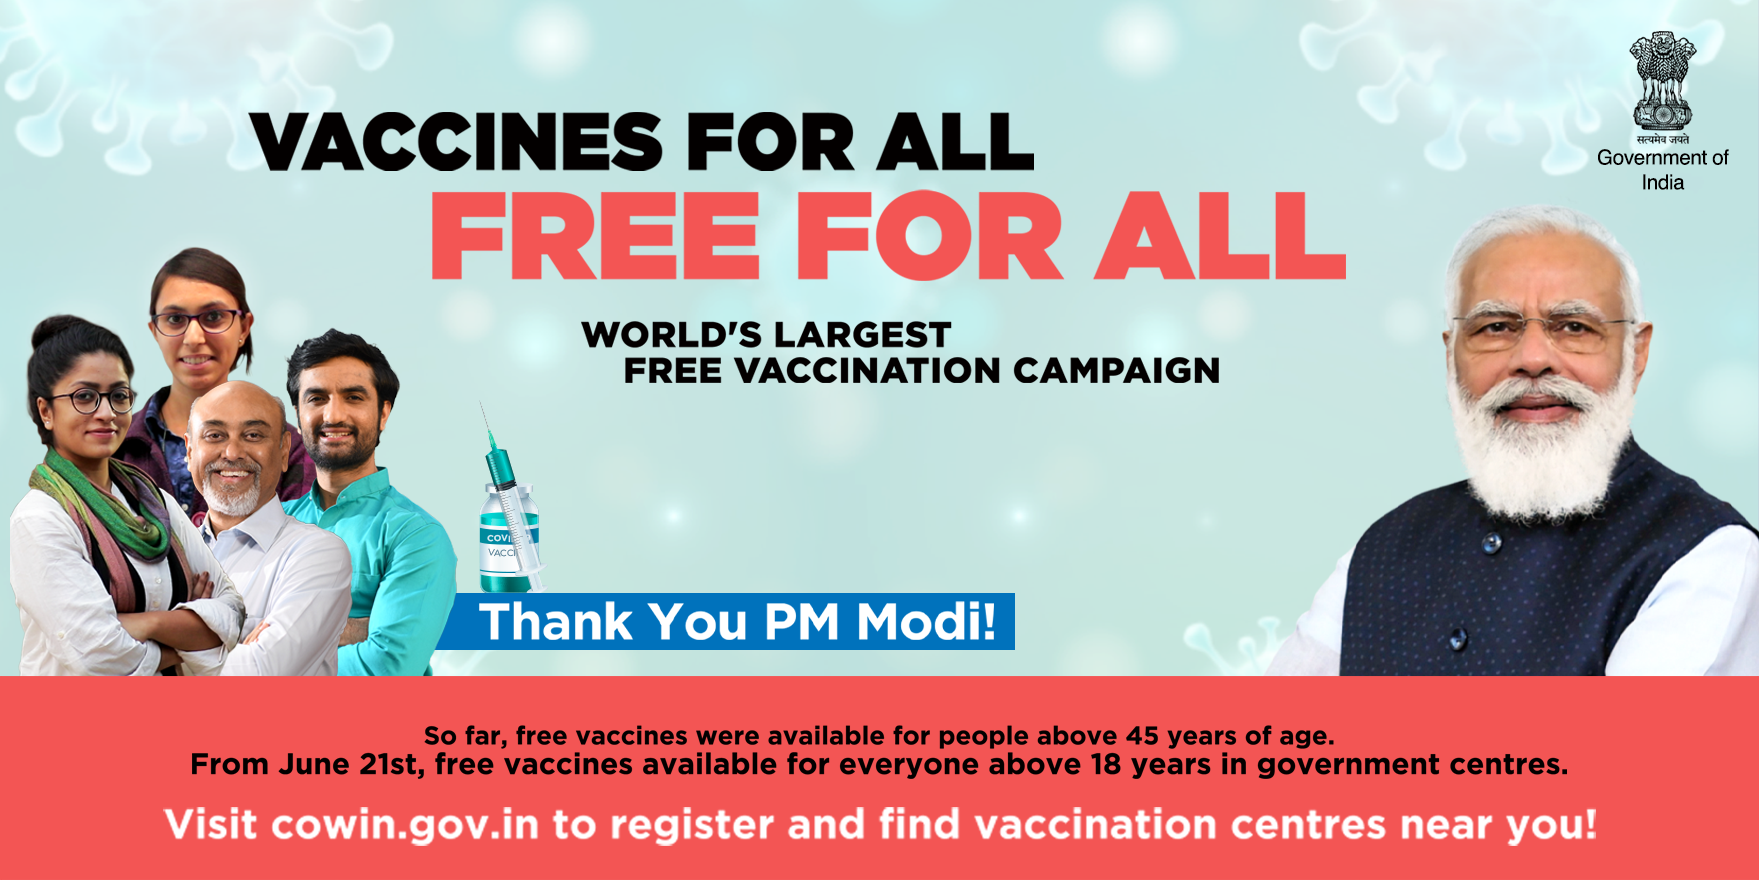 VACCINES FOR ALL
FREE FOR ALL
WORLD'S LARGEST
FREE VACCINATION CAMPAIGN
सत्यमेव जयते
Government of
India
COVI
VACCI
Thank You PM Modi!
So far, free vaccines were available for people above 45 years of age.
From June 21st, free vaccines available for everyone above 18 years in government centres.
Visit cowin.gov.in to register and find vaccination centres near you!